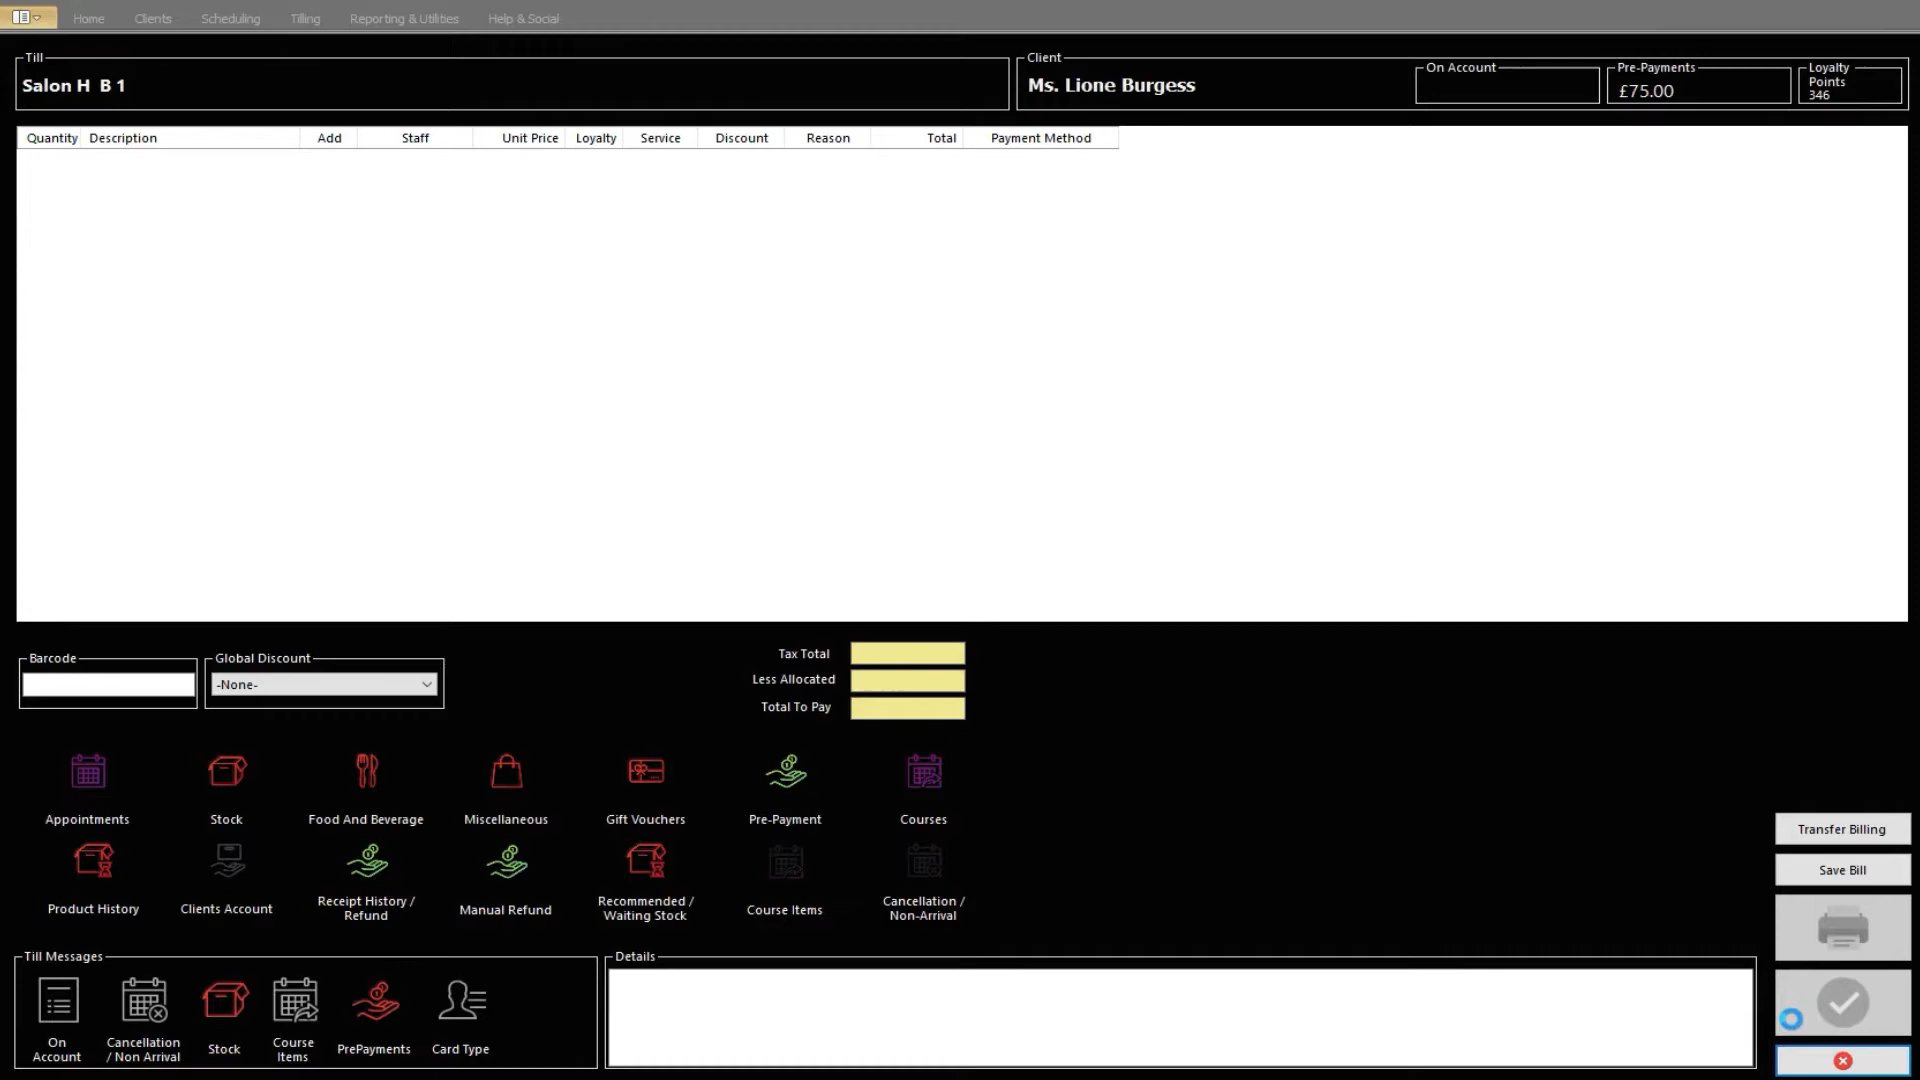 Home Clients Scheduling Tilling Reporting & Utilities Help & Social
Till
Salon H B 1
Client
Ms. Lione Burgess
On Account
Pre-Payments
£75.00
Loyalty
Points
346
Quantity Description Add Staff Unit Price Loyalty Service Discount Reason Total Payment Method
Barcode
Global Discount
-None-
Tax Total
Less Allocated
Total To Pay
Appointments
Stock
Food And Beverage
Miscellaneous
Gift Vouchers
Pre-Payment
Courses
Product History
Clients Account
Receipt History /
Refund
Manual Refund
Recommended /
Waiting Stock
Course Items
Cancellation /
Non-Arrival
Transfer Billing
Save Bill
Till Messages
On
Account
Cancellation
/ Non Arrival
Stock
Course
Items
PrePayments
Card Type
Details